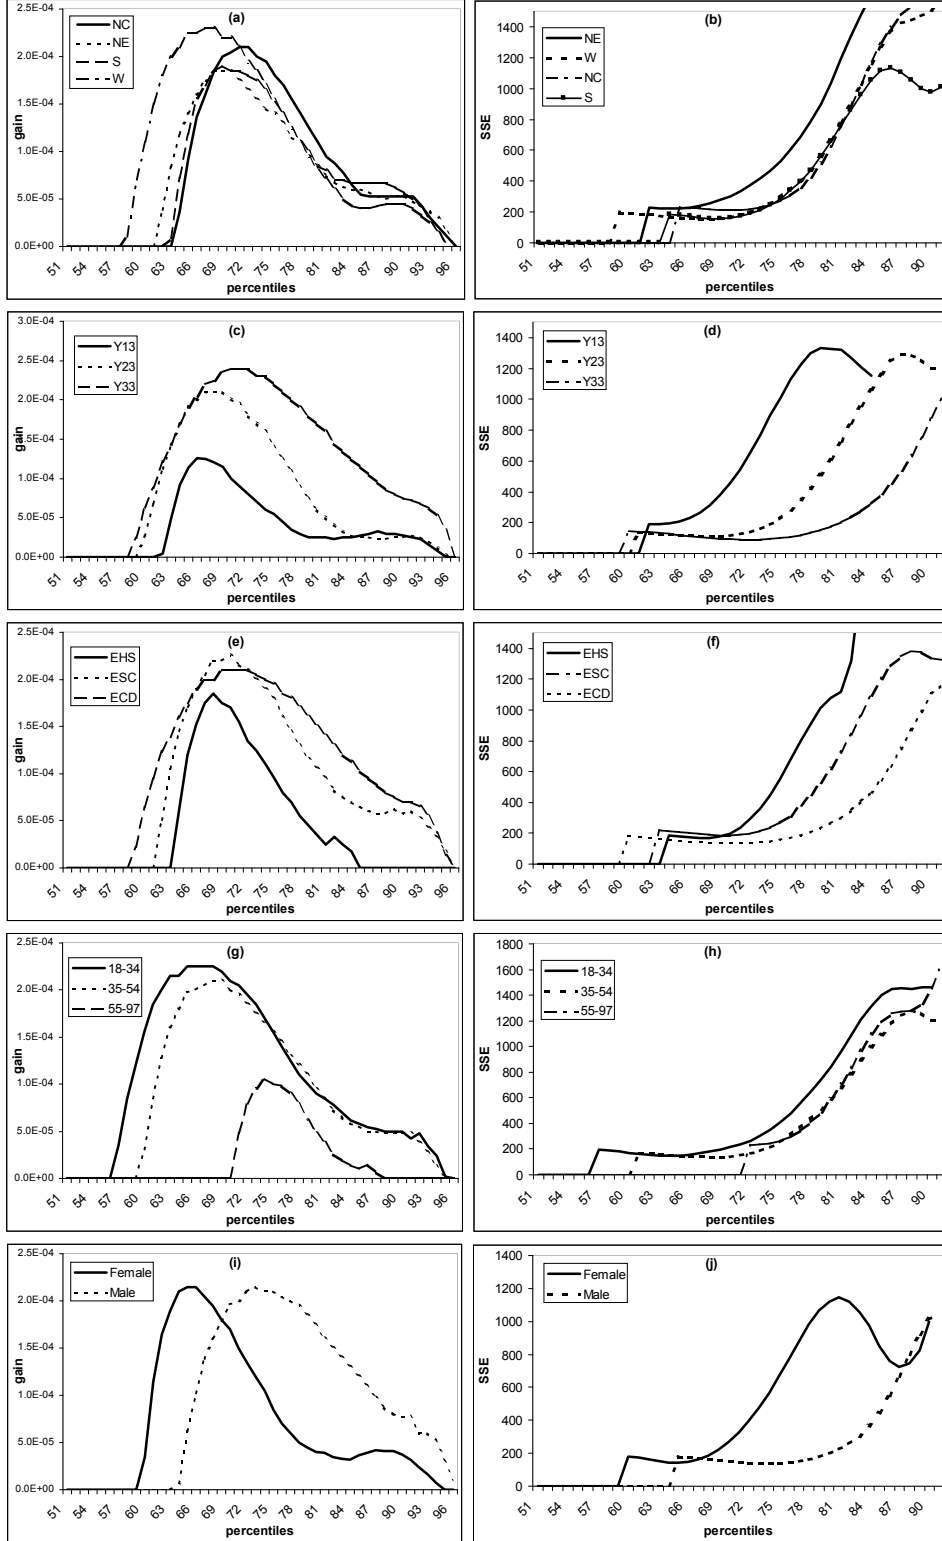 (a)
NC
NE
S
W
gain
2.5E-04
2.0E-04
1.5E-04
1.0E-04
5.0E-05
0.0E+00
51 54 57 60 63 66 69 72 75 78 81 84 87 90 93 96
percentiles
(b)
NE
W
NC
S
SSE
1400
1200
1000
800
600
400
200
0
51 54 57 60 63 66 69 72 75 78 81 84 87 90
percentiles
(c)
Y13
Y23
Y33
gain
3.0E-04
2.5E-04
2.0E-04
1.5E-04
1.0E-04
5.0E-05
0.0E+00
51 54 57 60 63 66 69 72 75 78 81 84 87 90 93 96
percentiles
(d)
Y13
Y23
Y33
SSE
1400
1200
1000
800
600
400
200
0
51 54 57 60 63 66 69 72 75 78 81 84 87 90
percentiles
(e)
EHS
ESC
ECD
gain
2.5E-04
2.0E-04
1.5E-04
1.0E-04
5.0E-05
0.0E+00
51 54 57 60 63 66 69 72 75 78 81 84 87 90 93 96
percentiles
(f)
EHS
ESC
ECD
SSE
1400
1200
1000
800
600
400
200
0
51 54 57 60 63 66 69 72 75 78 81 84 87 90
percentiles
(g)
18-34
35-54
55-97
gain
2.5E-04
2.0E-04
1.5E-04
1.0E-04
5.0E-05
0.0E+00
51 54 57 60 63 66 69 72 75 78 81 84 87 90 93 96
percentiles
(h)
18-34
35-54
55-97
SSE
1800
1600
1400
1200
1000
800
600
400
200
0
51 54 57 60 63 66 69 72 75 78 81 84 87 90
percentiles
(i)
Female
Male
gain
2.5E-04
2.0E-04
1.5E-04
1.0E-04
5.0E-05
0.0E+00
51 54 57 60 63 66 69 72 75 78 81 84 87 90 93 96
percentiles
(j)
Female
Male
SSE
1400
1200
1000
800
600
400
200
0
51 54 57 60 63 66 69 72 75 78 81 84 87 90
percentiles